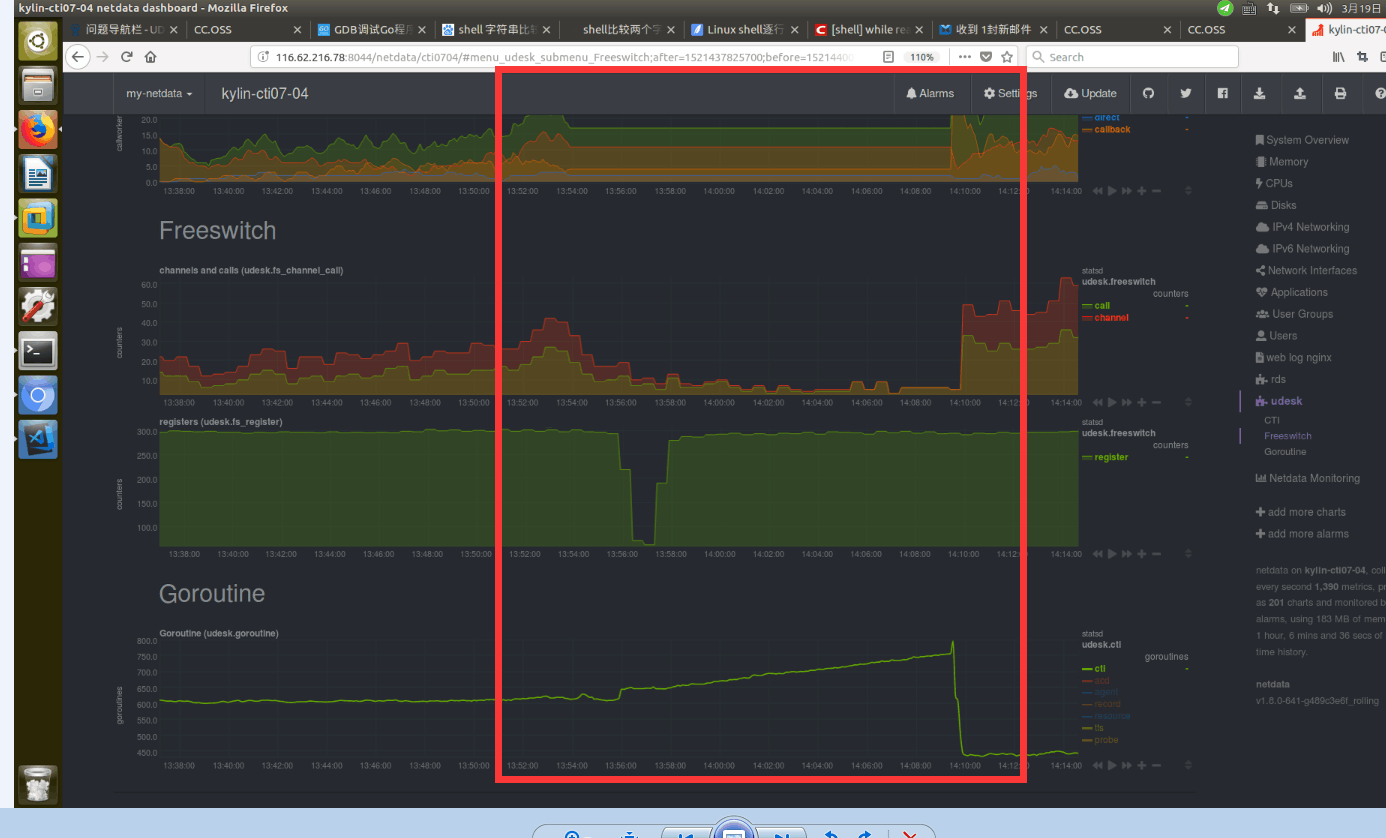 kylin-cti07-04 netdata dashboard - Mozilla Firefox
3月19日
问题导航栏 - UD
CC.OSS
GDB调试Go程序
shell 字符串比较
shell比较两个字
Linux shell逐行
[shell] while rea
收到 1封新邮件
CC.OSS
CC.OSS
kylin-cti07-0
116.62.216.78:8044/netdata/cti0704/#menu_udesk_submenu_Freeswitch;after=1521437825700;before=1521440
110%
Search
my-netdata
kylin-cti07-04
Alarms
Settings
Update
callworker
20.0
15.0
10.0
5.0
0.0
direct
-
callback
-
13:38:00 13:40:00 13:42:00 13:44:00 13:46:00 13:48:00 13:50:00 13:52:00 13:54:00 13:56:00 13:58:00 14:00:00 14:02:00 14:04:00 14:06:00 14:08:00 14:10:00 14:12: 14:14:00
Freeswitch
channels and calls (udesk.fs_channel_call)
counters
60.0
50.0
40.0
30.0
20.0
10.0
statsd
udesk.freeswitch
counters
call
-
channel
-
13:38:00 13:40:00 13:42:00 13:44:00 13:46:00 13:48:00 13:50:00 13:52:00 13:54:00 13:56:00 13:58:00 14:00:00 14:02:00 14:04:00 14:06:00 14:08:00 14:10:00 14:12: 14:14:00
registers (udesk.fs_register)
counters
300.0
250.0
200.0
150.0
100.0
statsd
udesk.freeswitch
counters
register
-
13:38:00 13:40:00 13:42:00 13:44:00 13:46:00 13:48:00 13:50:00 13:52:00 13:54:00 13:56:00 13:58:00 14:00:00 14:02:00 14:04:00 14:06:00 14:08:00 14:10:00 14:12: 14:14:00
Goroutine
Goroutine (udesk.goroutine)
goroutines
800.0
750.0
700.0
650.0
600.0
550.0
500.0
450.0
statsd
udesk.cti
goroutines
cti
-
acd
agent
record
resource
tts
probe
13:38:00 13:40:00 13:42:00 13:44:00 13:46:00 13:48:00 13:50:00 13:52:00 13:54:00 13:56:00 13:58:00 14:00:00 14:02:00 14:04:00 14:06:00 14:08:00 14:10:00 14:12: 14:14:00
System Overview
Memory
CPUs
Disks
IPv4 Networking
IPv6 Networking
Network Interfaces
Applications
User Groups
Users
web log nginx
rds
udesk
CTI
Freeswitch
Goroutine
Netdata Monitoring
add more charts
add more alarms
netdata on kylin-cti07-04, coll
every second 1,390 metrics, pr
as 201 charts and monitored b
alarms, using 183 MB of mem
1 hour, 6 mins and 36 secs of
time history.
netdata
v1.8.0-641-g489c3e6f_rolling